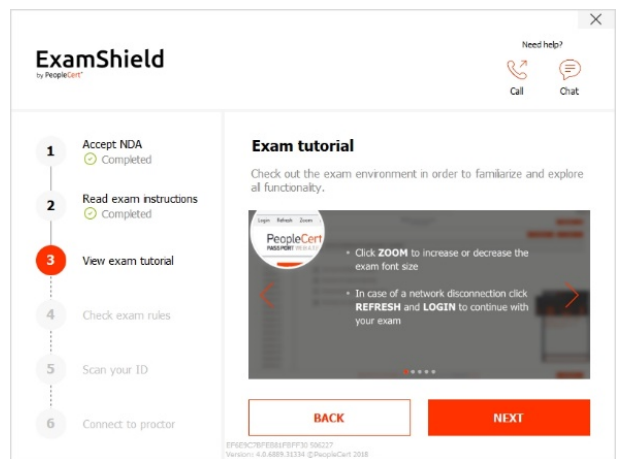 Need help?
ExamShield
by PeopleCert
Call
Chat
1
Accept NDA
Completed
2
Read exam instructions
Completed
3
View exam tutorial
4
Check exam rules
5
Scan your ID
6
Connect to proctor
Exam tutorial
Check out the exam environment in order to familiarize and explore
al functionality.
Login Refresh Zoom
PeopleCert
PASSPORT
• Click ZOOM to increase or decrease the
exam font size
• In case of a network disconnection click
REFRESH and LOGIN to continue with
your exam
BACK
NEXT
Version: 4.0.6889.31334 ©PeopleCert 2018